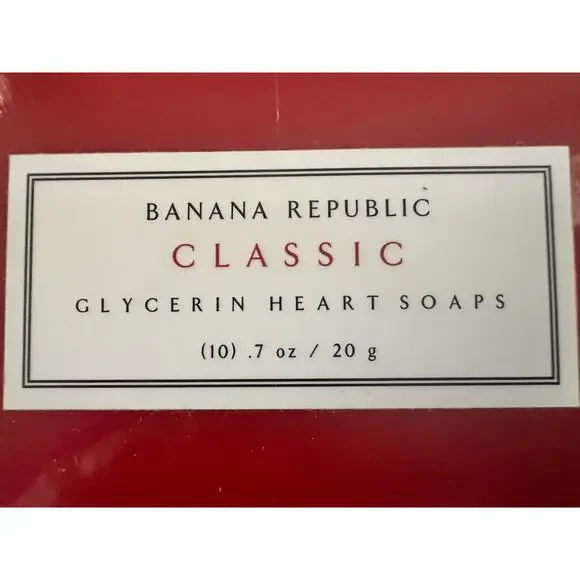 BANANA REPUBLIC
CLASSIC
GLYCERIN HEART SOAPS
(10) .7 oz / 20 g